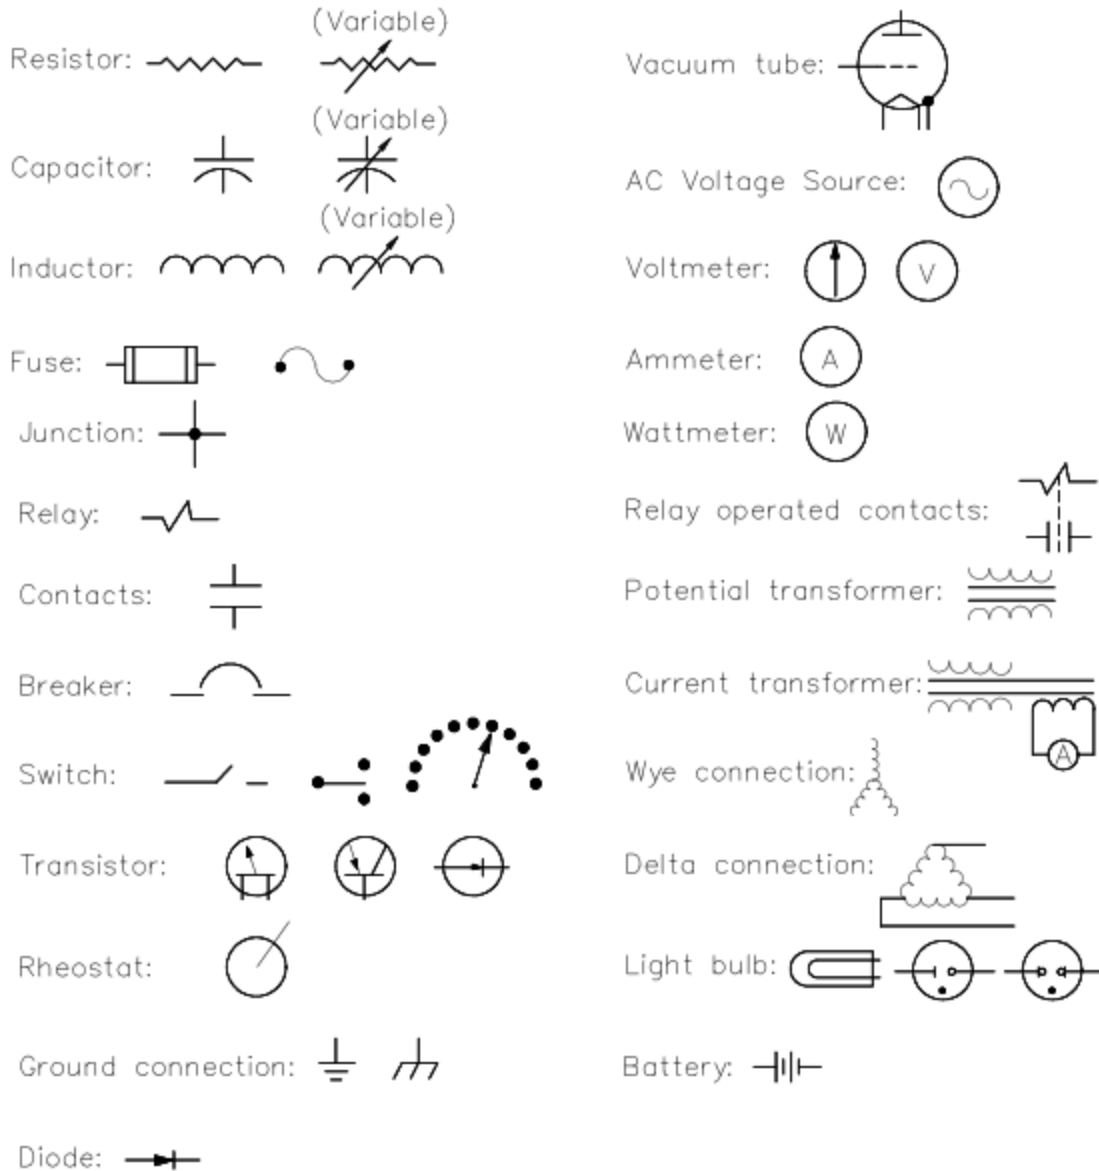 (Variable)
Resistor:
(Variable)
Capacitor:
(Variable)
Inductor:
Fuse:
Junction:
Relay:
Contacts:
Breaker:
Switch:
Transistor:
Rheostat:
Ground connection:
Diode:
Vacuum tube:
AC Voltage Source:
Voltmeter:
V
Ammeter:
A
Wattmeter:
W
Relay operated contacts:
Potential transformer:
Current transformer:
A
Wye connection:
Delta connection:
Light bulb:
Battery: